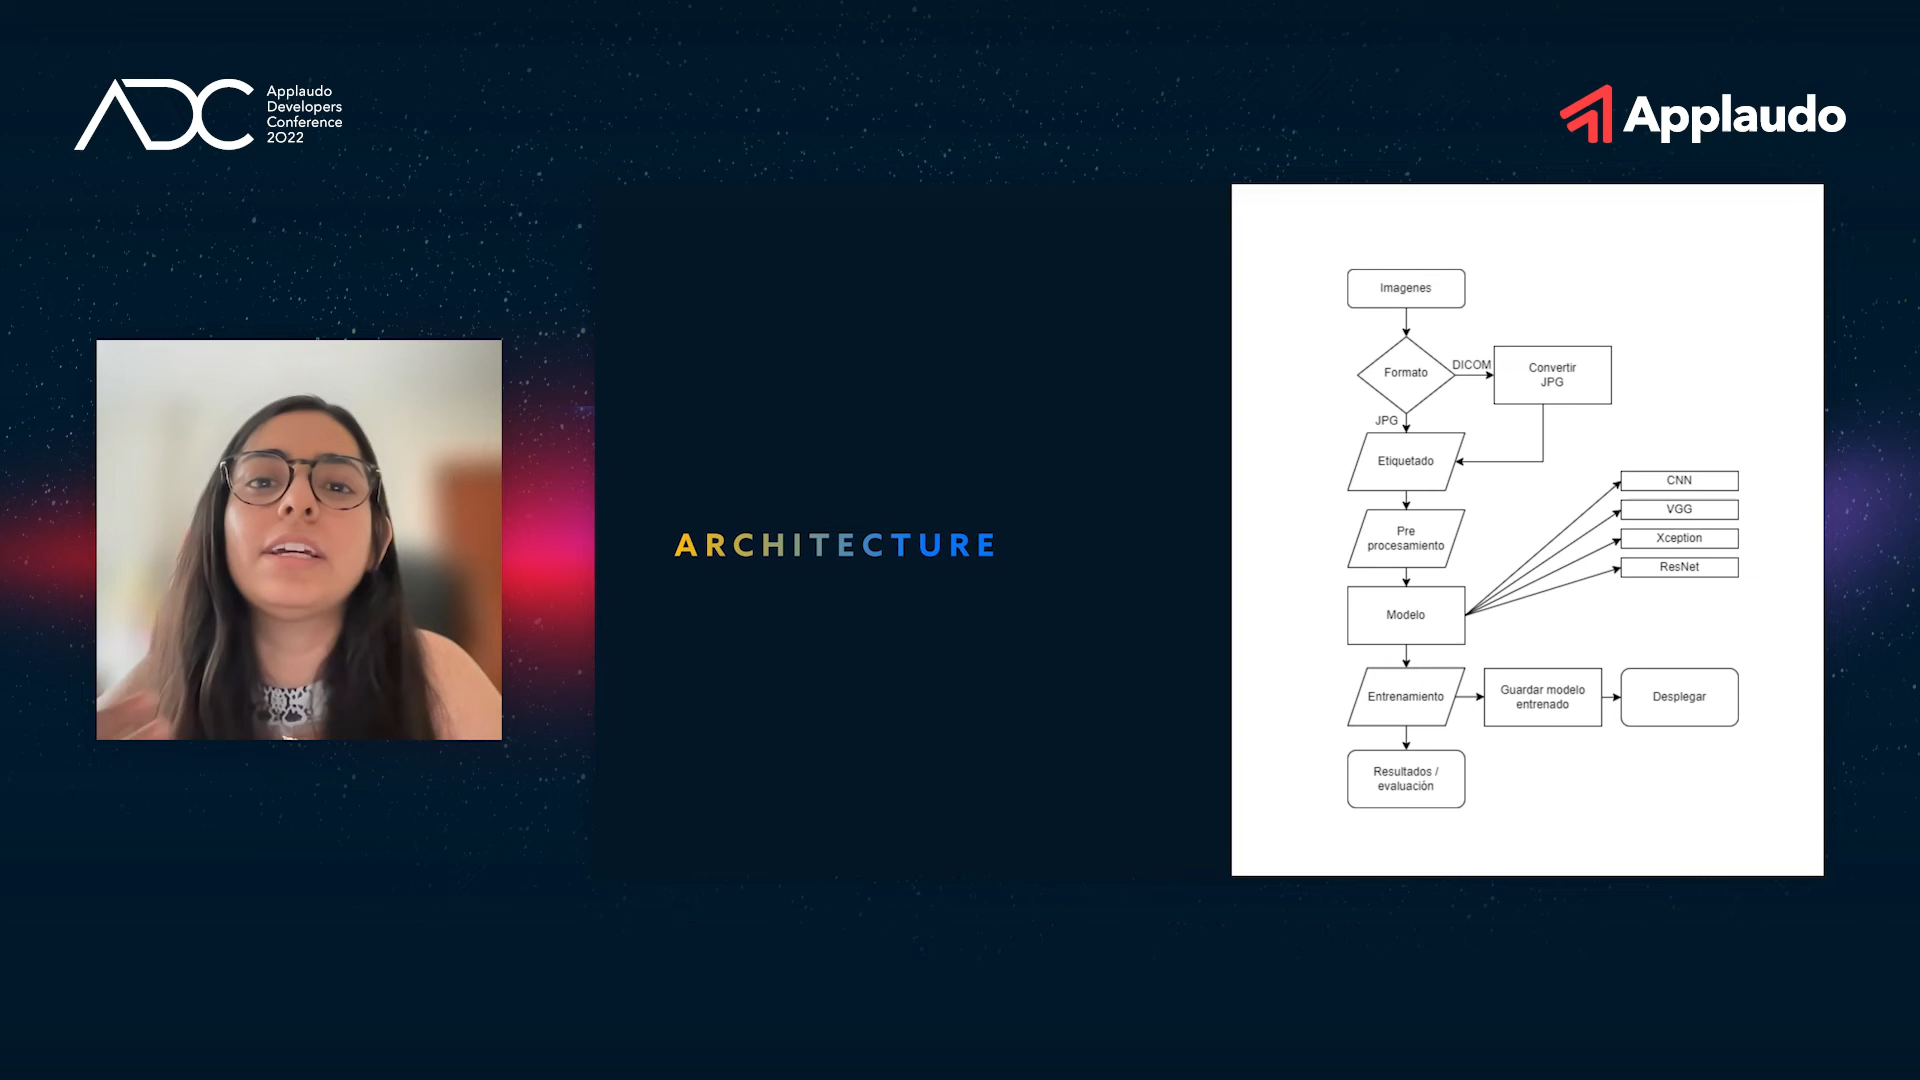 Applaudo
Developers
Conference
2022
Applaudo
ARCHITECTURE
Imagenes
Formato
DICOM
Convertir
JPG
JPG
Etiquetado
Pre
procesamiento
Modelo
CNN
VGG
Xception
ResNet
Entrenamiento
Guardar modelo
entrenado
Desplegar
Resultados /
evaluación